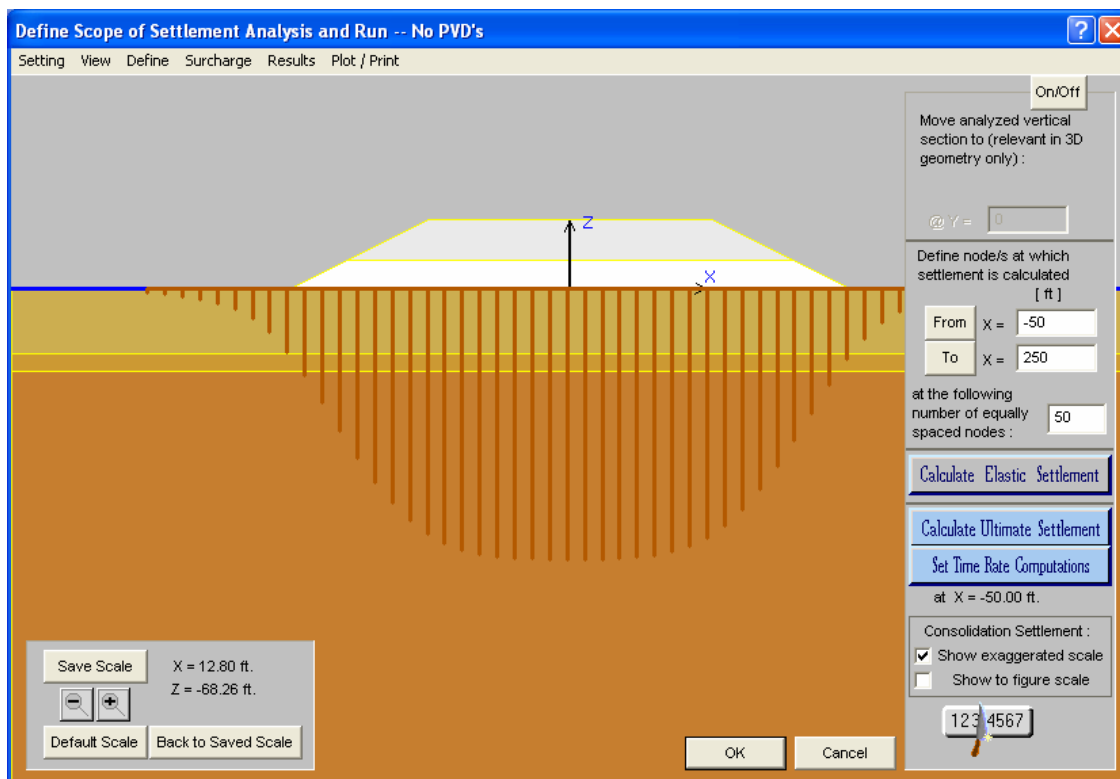 Define Scope of Settlement Analysis and Run -- No PVD's
Setting View Define Surcharge Results Plot / Print
On/Off
Move analyzed vertical
section to (relevant in 3D
geometry only) :
@ Y = 0
Z
X
Define node/s at which
settlement is calculated
[ ft ]
From X = -50
To X = 250
at the following
number of equally
spaced nodes : 50
Calculate Elastic Settlement
Calculate Ultimate Settlement
Set Time Rate Computations
at X = -50.00 ft.
Consolidation Settlement :
Show exaggerated scale
Show to figure scale
1234567
Save Scale
X = 12.80 ft.
Z = -68.26 ft.
Default Scale Back to Saved Scale
OK Cancel